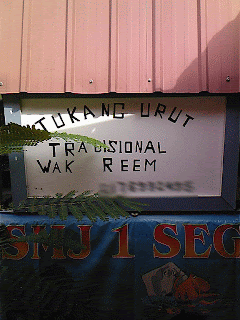 TUKANG URUT
TRADISIONAL
WAK REEM
SMJ 1 SEG